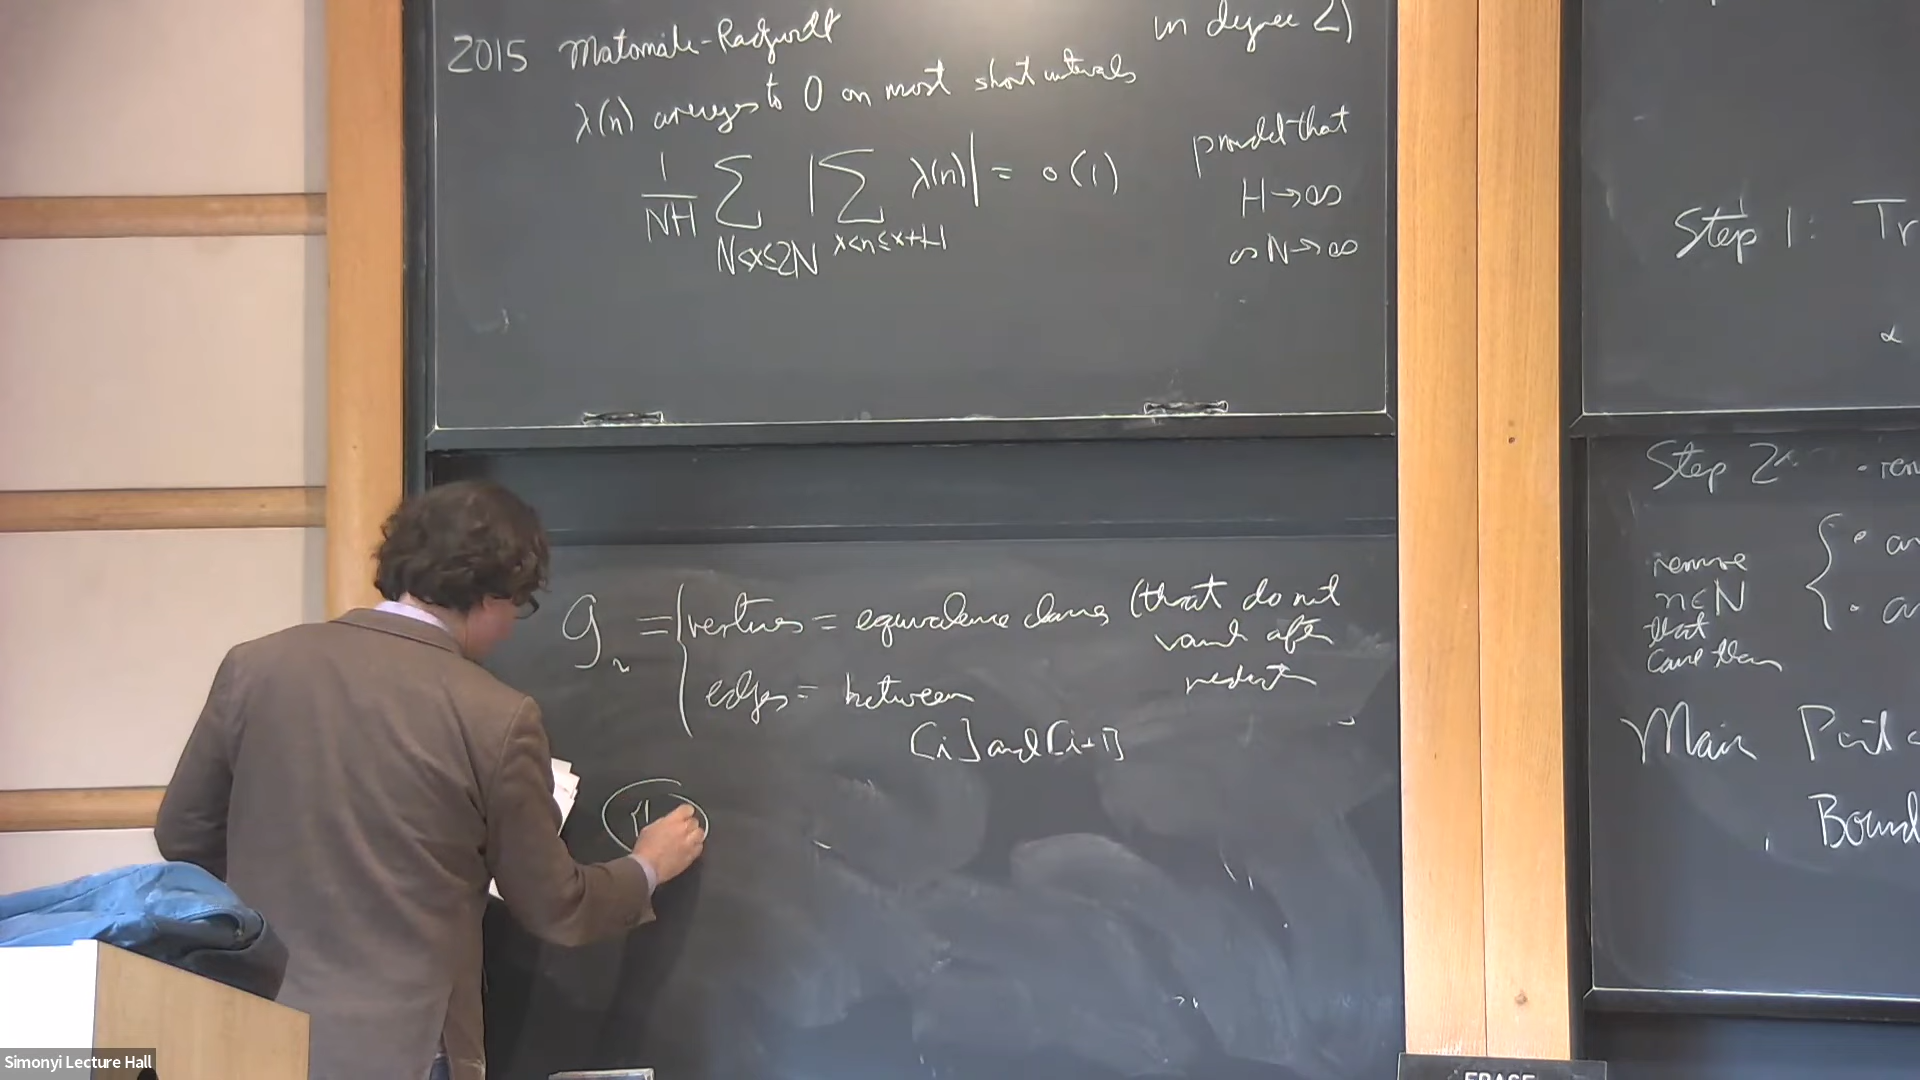 in degree 2)
2015 Matomäki-Radziwiłł
λ(n) averages to 0 on most short intervals
1/NH ∑_{N<x≤2N} |∑_{x<n≤x+H} λ(n)| = o(1)
provided that
H→∞
as N→∞
G = { vertices = equivalence classes (that do not
vanish after
edges = between
[i] and [i+1]
Step 1: Tr
α
Step 2
remove
n∈N
that
Main Part
Bound
ERASE
Simonyi Lecture Hall